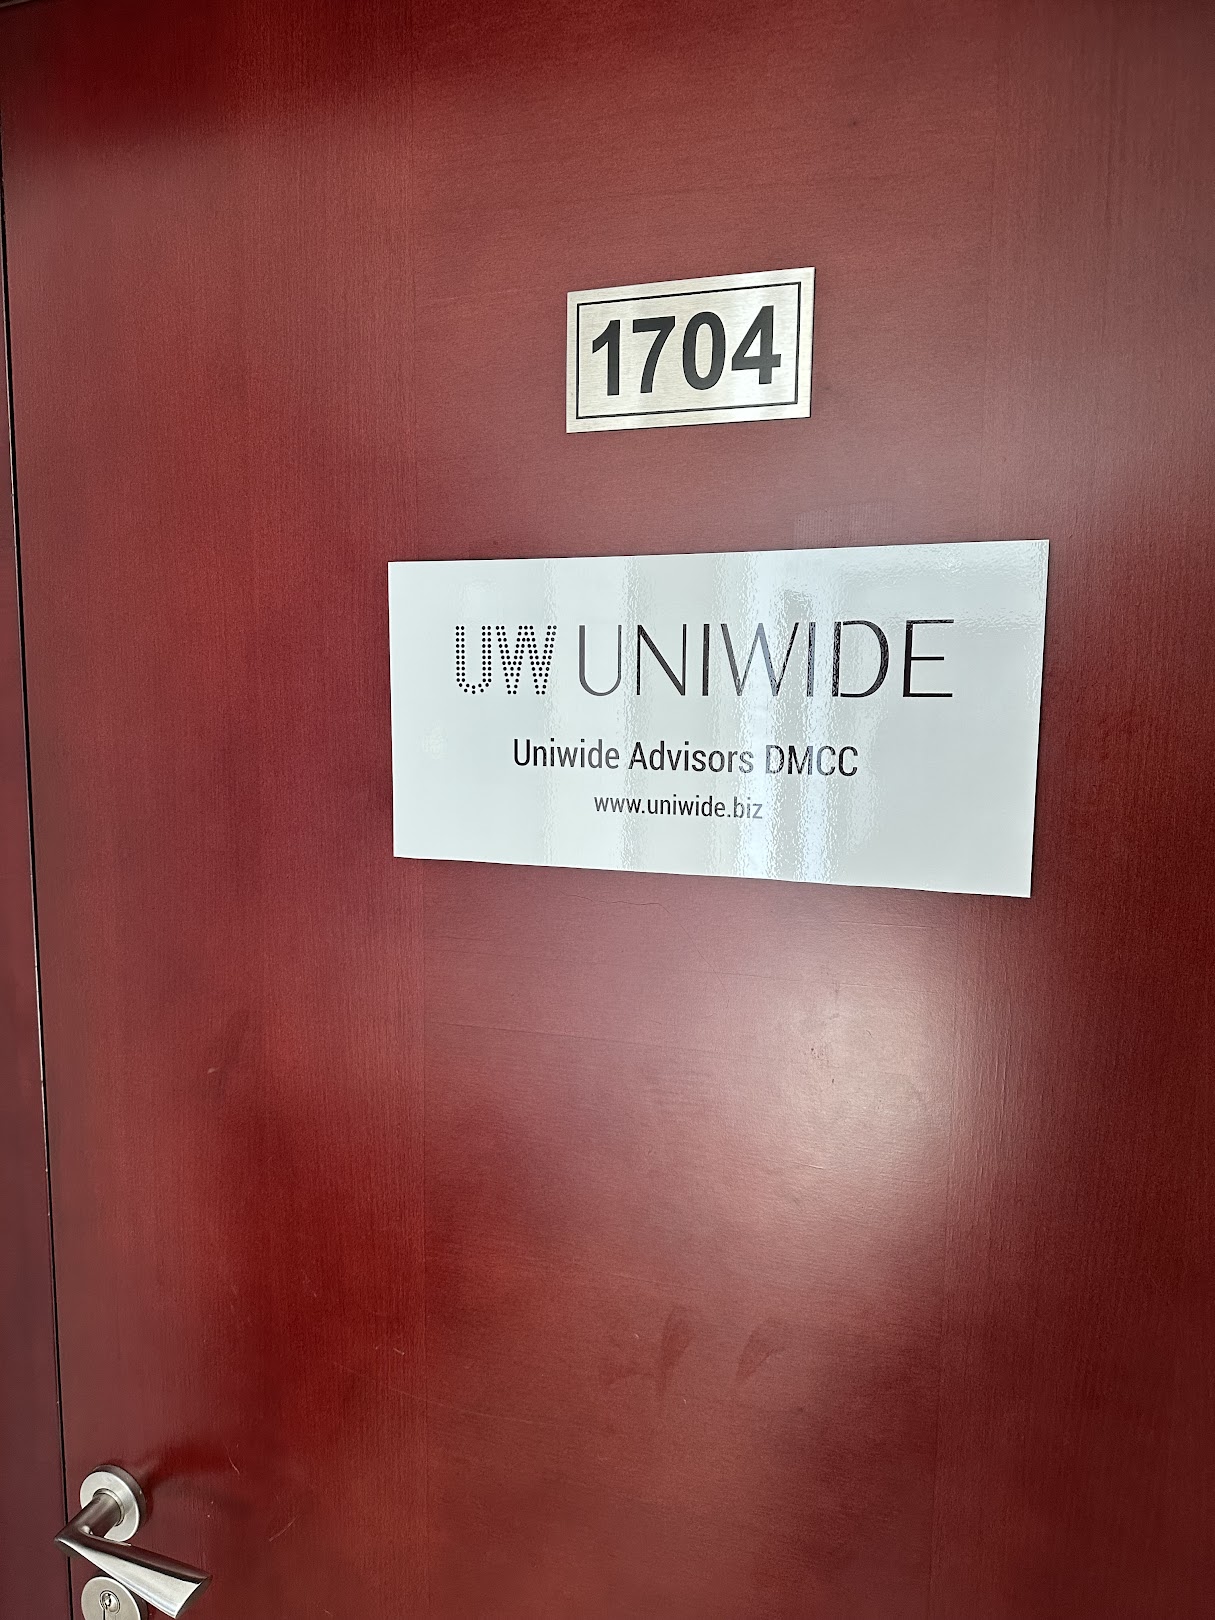 1704
UW UNIWIDE
Uniwide Advisors DMCC
www.uniwide.biz